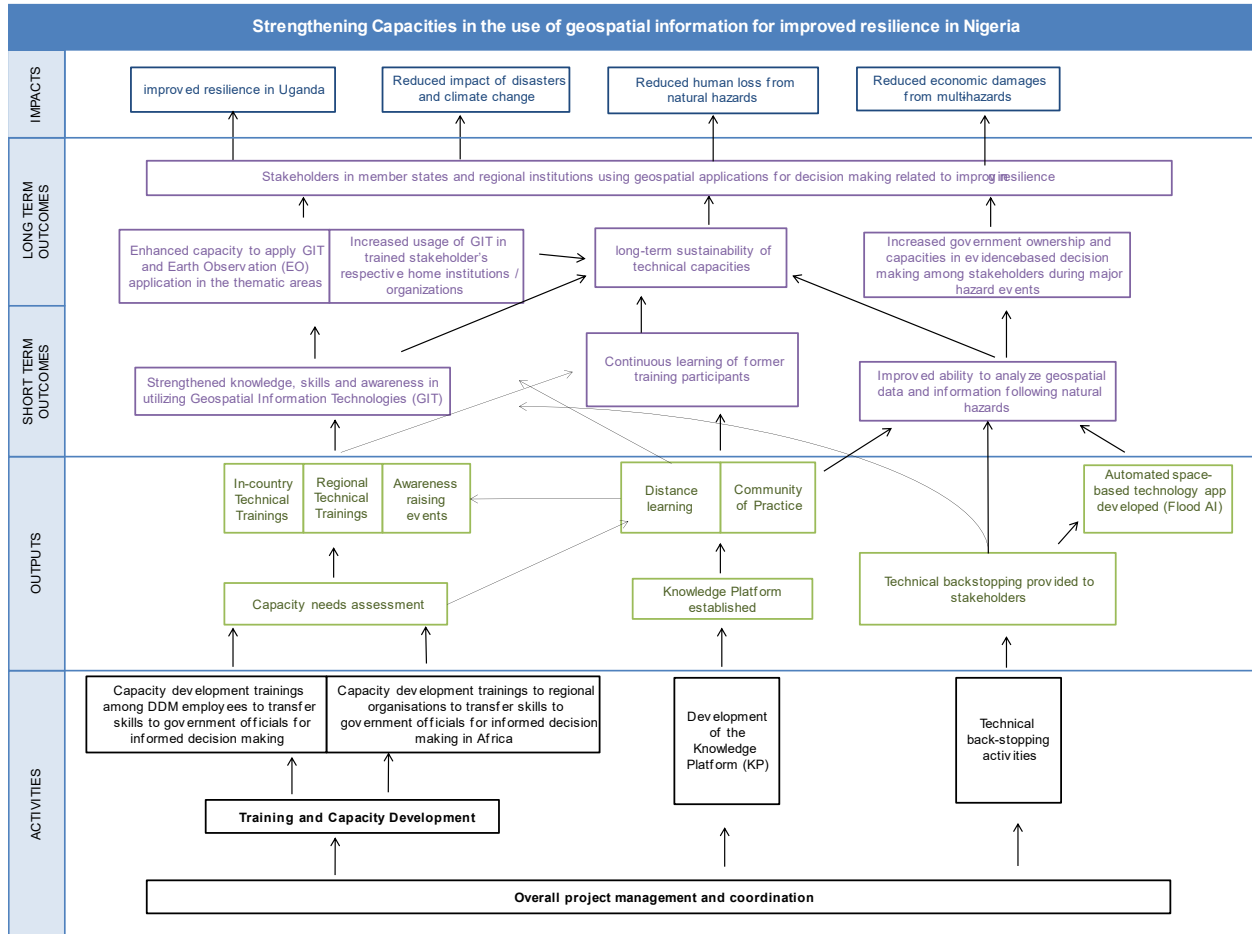 Strengthening Capacities in the use of geospatial information for improved resilience in Nigeria
IMPACTS
improved resilience in Uganda
Reduced impact of disasters
and climate change
Reduced human loss from
natural hazards
Reduced economic damages
from multi-hazards
LONG TERM
OUTCOMES
Stakeholders in member states and regional institutions using geospatial applications for decision making related to improving resilience
Enhanced capacity to apply GIT
and Earth Observation (EO)
application in the thematic areas
Increased usage of GIT in
trained stakeholder's
respective home institutions /
organizations
long-term sustainability of
technical capacities
Increased government ownership and
capacities in evidence-based decision
making among stakeholders during major
hazard events
SHORT TERM
OUTCOMES
Strengthened knowledge, skills and awareness in
utilizing Geospatial Information Technologies (GIT)
Continuous learning of former
training participants
Improved ability to analyze geospatial
data and information following natural
hazards
OUTPUTS
In-country
Technical
Trainings
Regional
Technical
Trainings
Awareness
raising
events
Distance
learning
Community
of Practice
Automated space-
based technology app
developed (Flood AI)
Capacity needs assessment
Knowledge Platform
established
Technical backstopping provided to
stakeholders
ACTIVITIES
Capacity development trainings
among DDM employees to transfer
skills to government officials for
informed decision making
Capacity development trainings to regional
organisations to transfer skills to
government officials for informed decision
making in Africa
Development
of the
Knowledge
Platform (KP)
Technical
back-stopping
activities
Training and Capacity Development
Overall project management and coordination